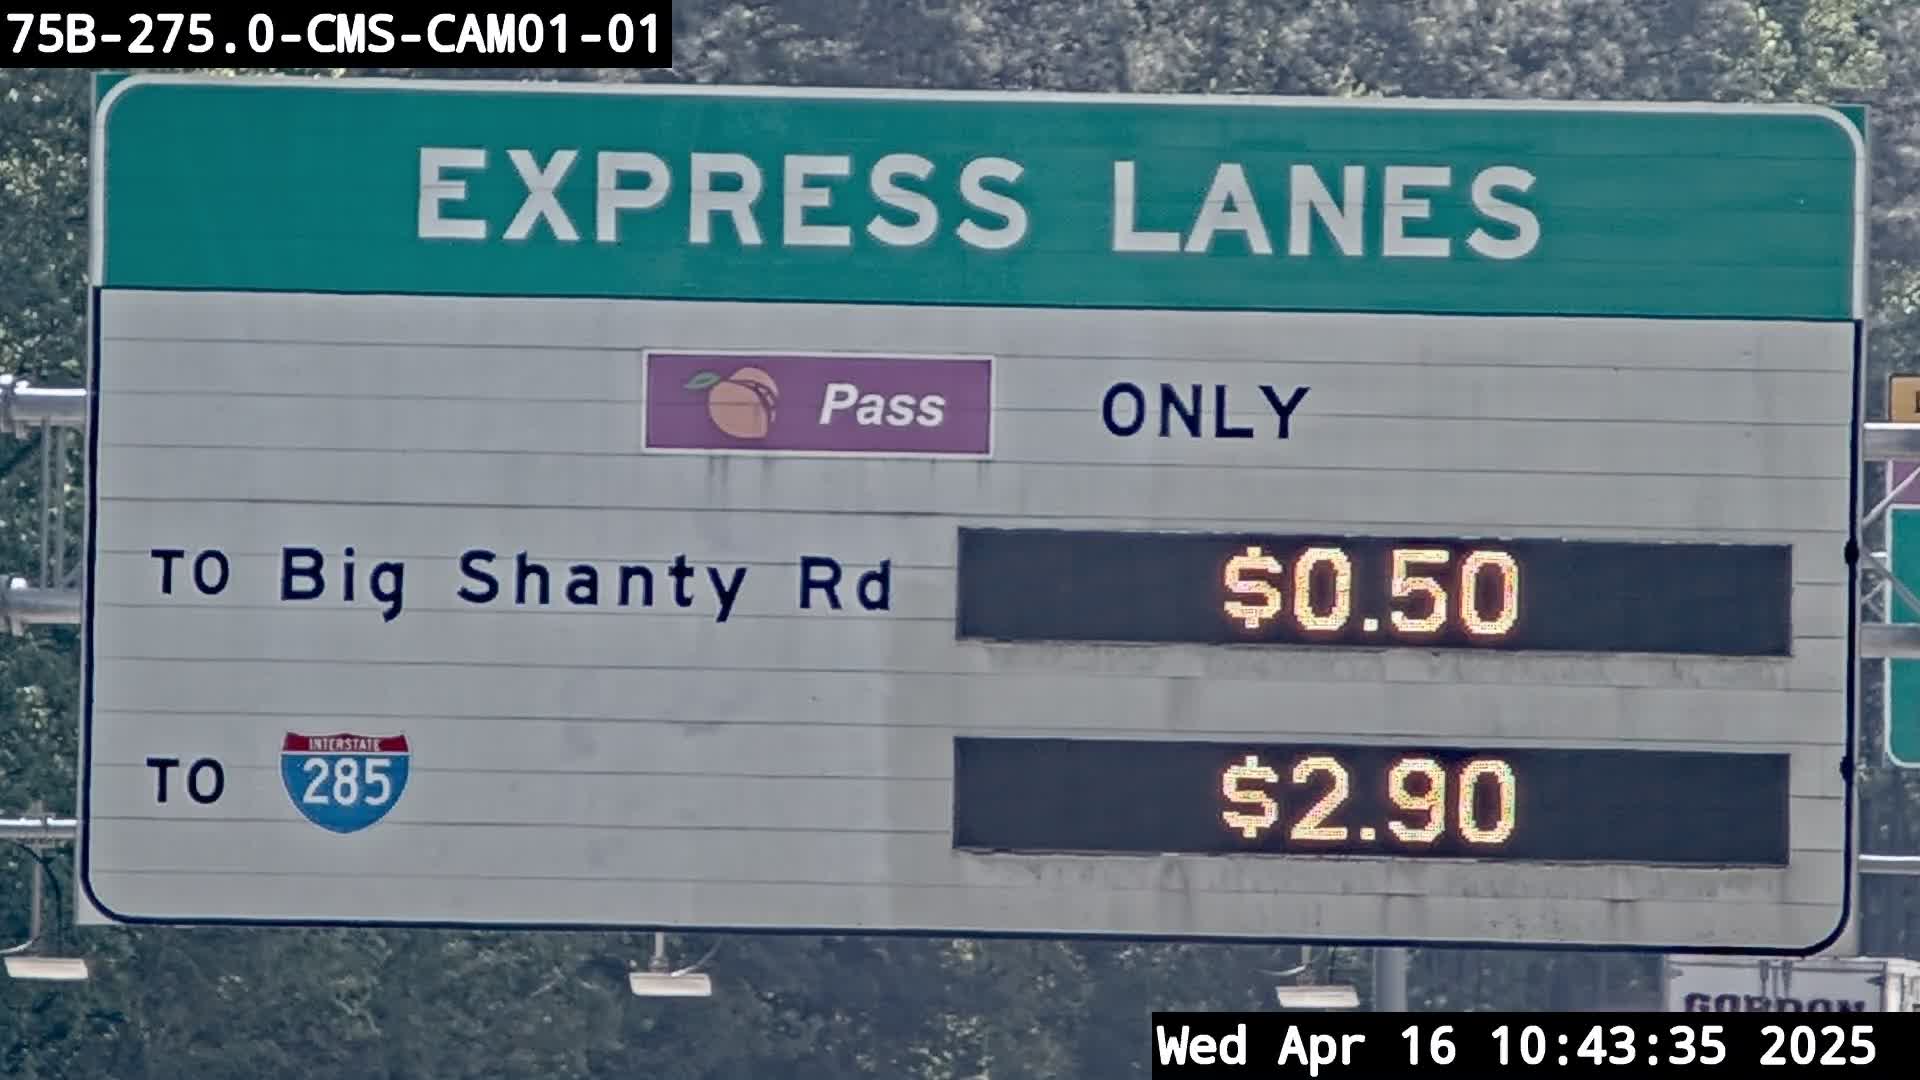 75B-275.0-CMS-CAM01-01
EXPRESS LANES
Pass ONLY
TO Big Shanty Rd $0.50
TO INTERSTATE 285 $2.90
GORDON
Wed Apr 16 10:43:35 2025